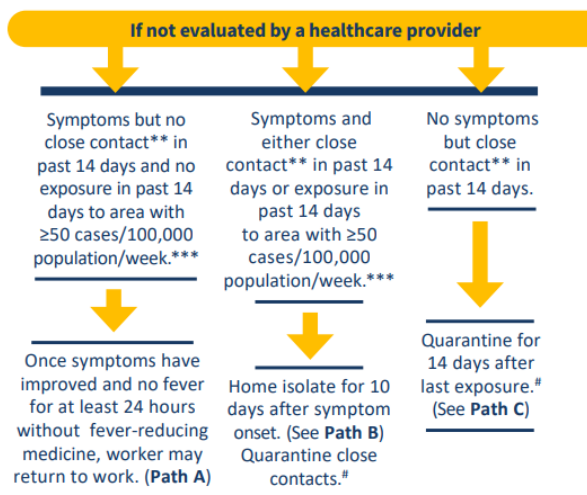 If not evaluated by a healthcare provider
Symptoms but no
close contact** in
past 14 days and no
exposure in past 14
days to area with
≥50 cases/100,000
population/week.***
Once symptoms have
improved and no fever
for at least 24 hours
without fever-reducing
medicine, worker may
return to work. (Path A)
Symptoms and
either close
contact** in past 14
days or exposure in
past 14 days
to area with ≥50
cases/100,000
population/week.***
Home isolate for 10
days after symptom
onset. (See Path B)
Quarantine close
contacts.#
No symptoms
but close
contact** in
past 14 days.
Quarantine for
14 days after
last exposure.#
(See Path C)